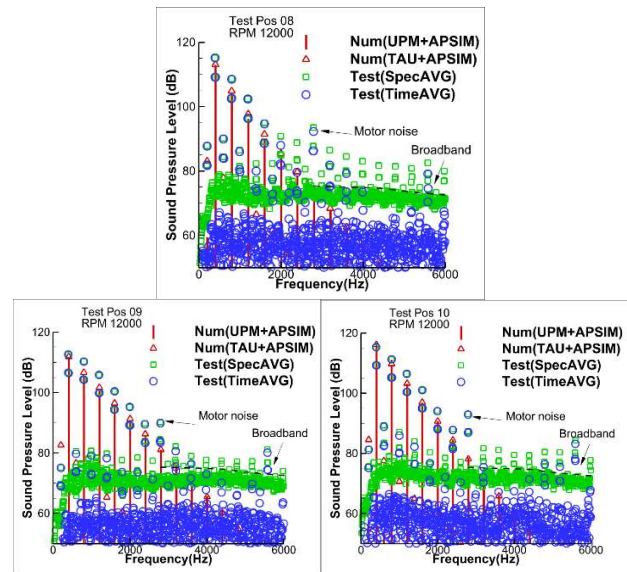 Test Pos 08
RPM 12000
Num(UPM+APSIM)
Num(TAU+APSIM)
Test(SpecAVG)
Test(TimeAVG)
Motor noise
Broadband
120
100
80
60
Sound Pressure Level (dB)
0 2000 4000 6000
Frequency(Hz)
Test Pos 09
RPM 12000
Num(UPM+APSIM)
Num(TAU+APSIM)
Test(SpecAVG)
Test(TimeAVG)
Motor noise
Broadband
120
100
80
60
Sound Pressure Level (dB)
0 2000 4000 6000
Frequency(Hz)
Test Pos 10
RPM 12000
Num(UPM+APSIM)
Num(TAU+APSIM)
Test(SpecAVG)
Test(TimeAVG)
Motor noise
Broadband
120
100
80
60
Sound Pressure Level (dB)
0 2000 4000 6000
Frequency(Hz)